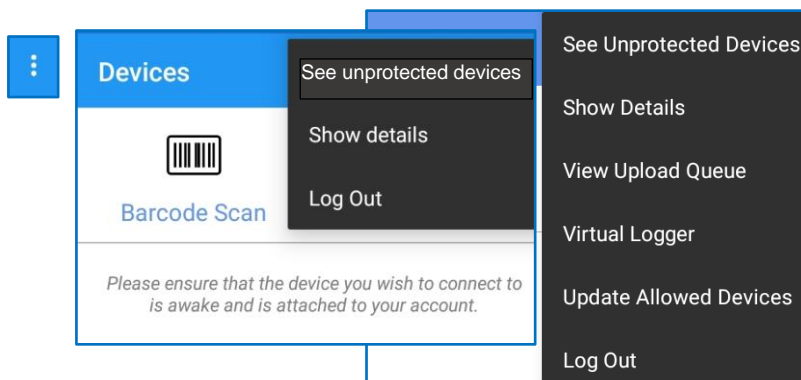 Devices
See unprotected devices
Show details
Log Out
Barcode Scan
Please ensure that the device you wish to connect to
is awake and is attached to your account.
See Unprotected Devices
Show Details
View Upload Queue
Virtual Logger
Update Allowed Devices
Log Out